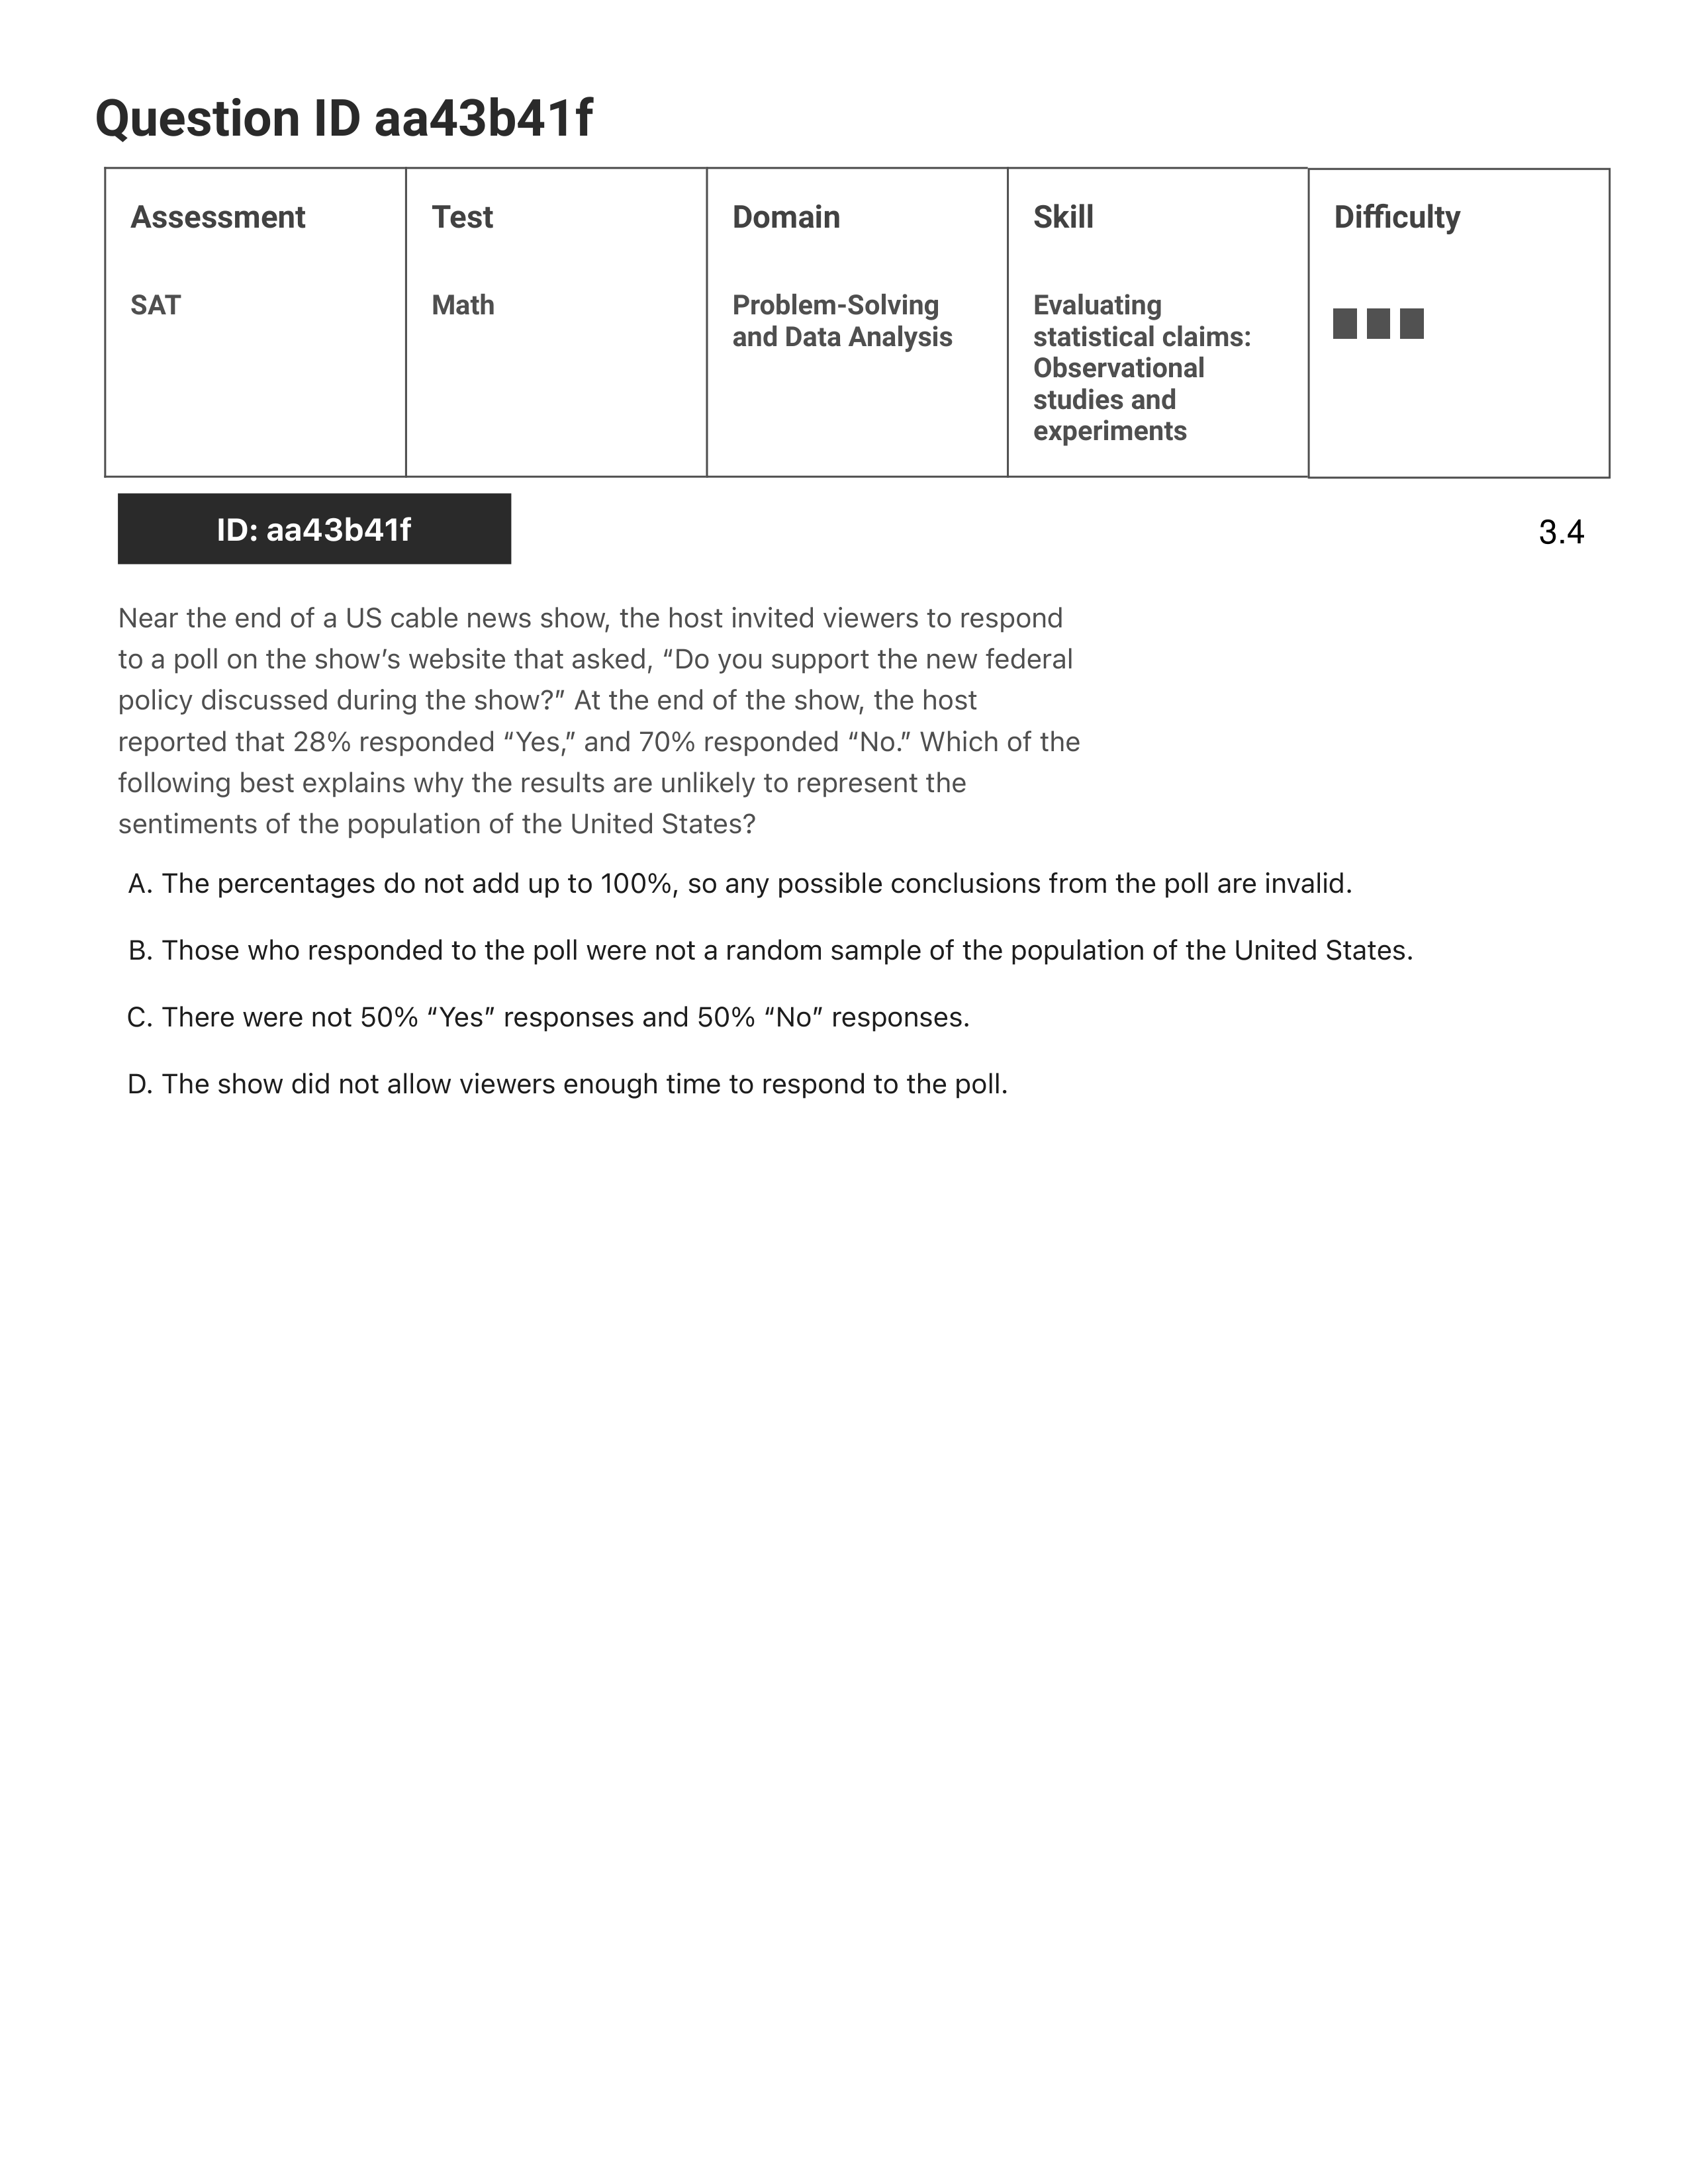 Question ID aa43b41f
Assessment
Test
Domain
Skill
Difficulty
SAT
Math
Problem-Solving
and Data Analysis
Evaluating
statistical claims:
Observational
studies and
experiments
ID: aa43b41f
3.4
Near the end of a US cable news show, the host invited viewers to respond
to a poll on the show’s website that asked, “Do you support the new federal
policy discussed during the show?” At the end of the show, the host
reported that 28% responded “Yes,” and 70% responded “No.” Which of the
following best explains why the results are unlikely to represent the
sentiments of the population of the United States?
A. The percentages do not add up to 100%, so any possible conclusions from the poll are invalid.
B. Those who responded to the poll were not a random sample of the population of the United States.
C. There were not 50% “Yes” responses and 50% “No” responses.
D. The show did not allow viewers enough time to respond to the poll.